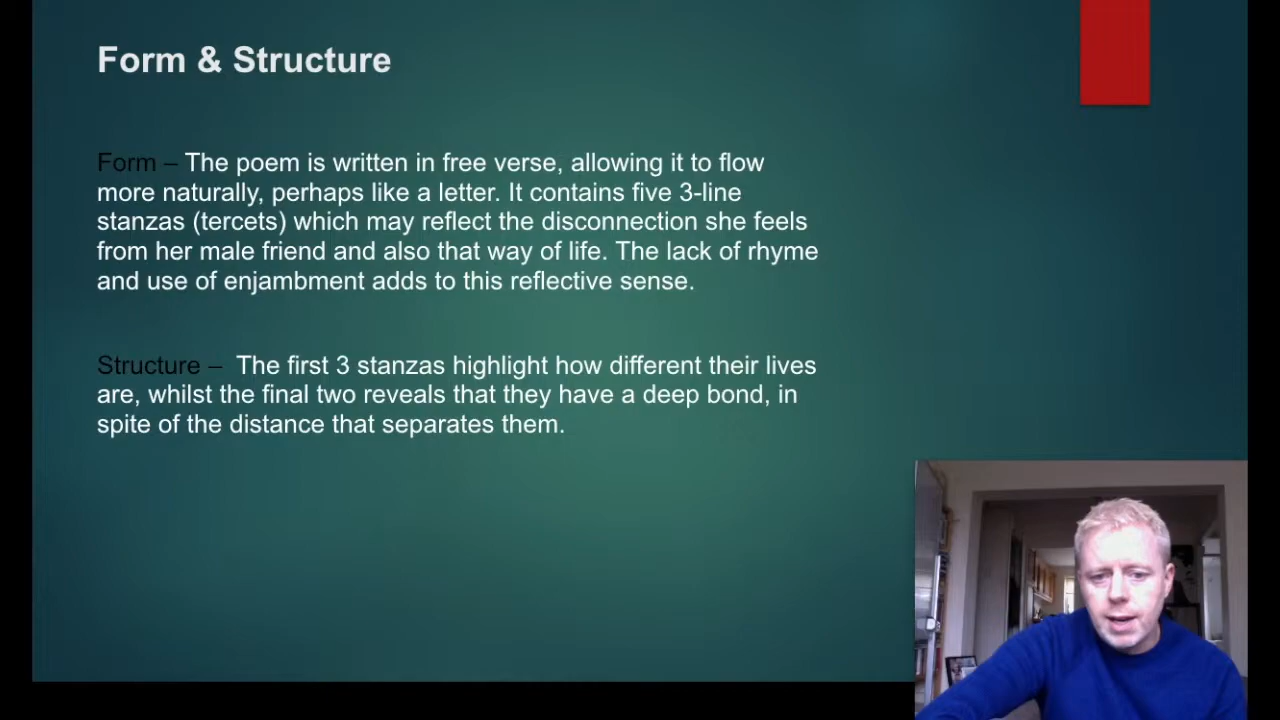 Form & Structure
Form – The poem is written in free verse, allowing it to flow
more naturally, perhaps like a letter. It contains five 3-line
stanzas (tercets) which may reflect the disconnection she feels
from her male friend and also that way of life. The lack of rhyme
and use of enjambment adds to this reflective sense.
Structure – The first 3 stanzas highlight how different their lives
are, whilst the final two reveals that they have a deep bond, in
spite of the distance that separates them.